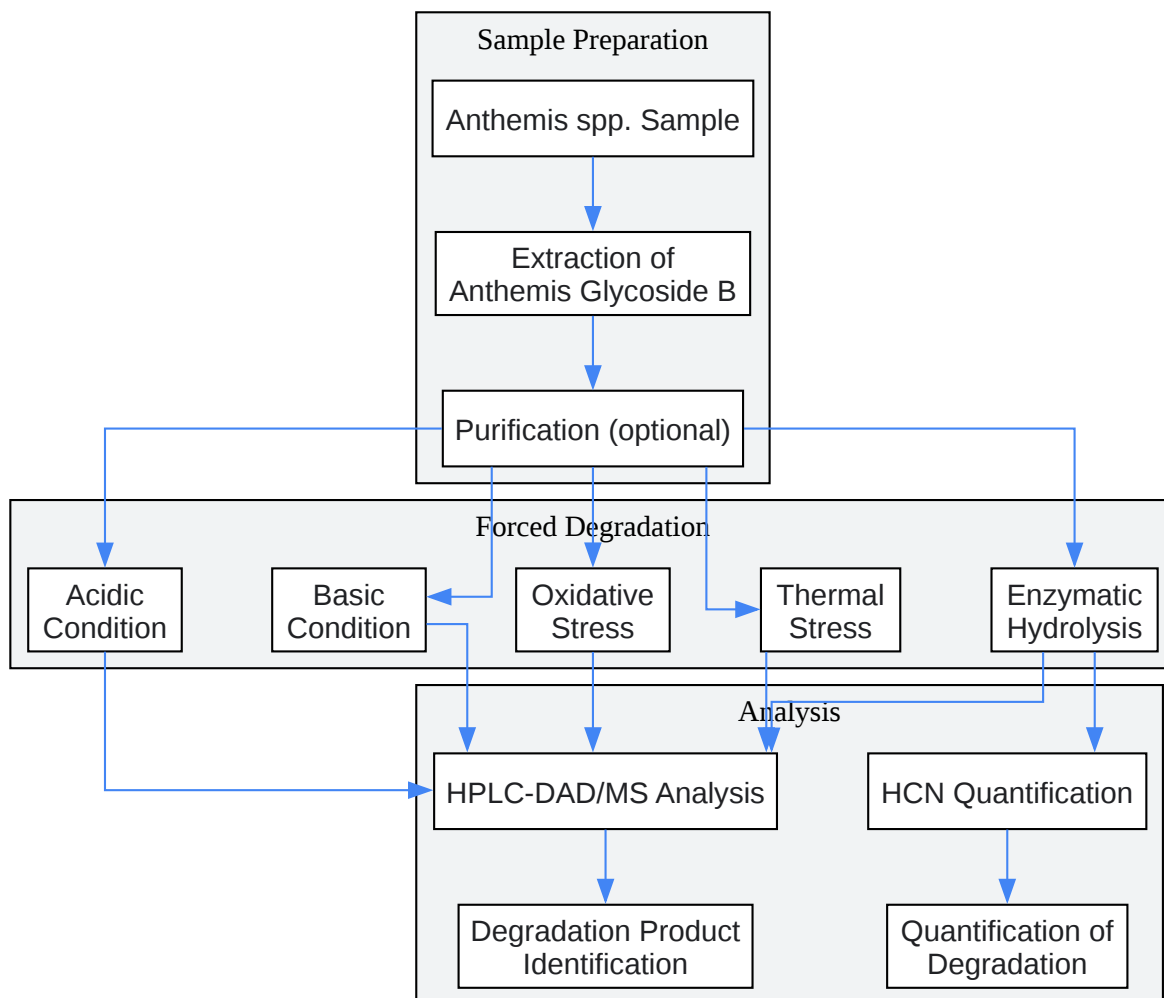 Sample Preparation
Anthemis spp. Sample
Extraction of
Anthemis Glycoside B
Purification (optional)
Forced Degradation
Acidic
Condition
Basic
Condition
Oxidative
Stress
Thermal
Stress
Enzymatic
Hydrolysis
Analysis
HPLC-DAD/MS Analysis
HCN Quantification
Degradation Product
Identification
Quantification of
Degradation